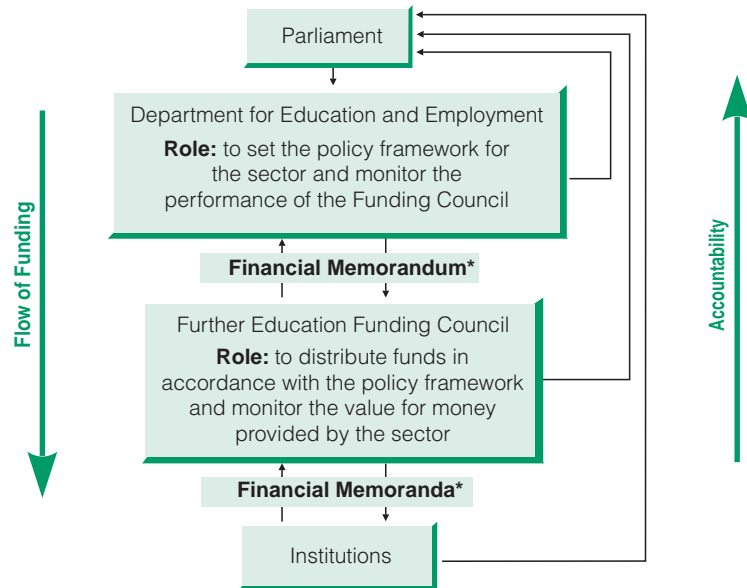 Parliament
Department for Education and Employment
Role: to set the policy framework for
the sector and monitor the
performance of the Funding Council
Flow of Funding
Accountability
Financial Memorandum*
Further Education Funding Council
Role: to distribute funds in
accordance with the policy framework
and monitor the value for money
provided by the sector
Financial Memoranda*
Institutions